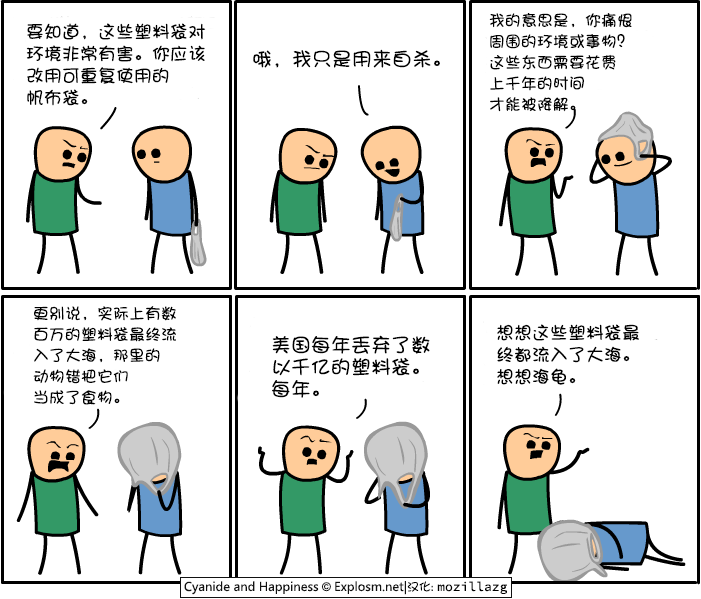 要知道，这些塑料袋对
环境非常有害。你应该
改用可重复使用的
帆布袋。
哦，我只是用来自杀。
我的意思是，你痛恨
周围的环境或事物？
这些东西需要花费
上千年的时间
才能被降解。
更别说，实际上有数
百万的塑料袋最终流
入了大海，那里的
动物错把它们
当成了食物。
美国每年丢弃了数
以千亿的塑料袋。
每年。
想想这些塑料袋最
终都流入了大海。
想想海龟。
Cyanide and Happiness © Explosm.net|汉化: mozillazg